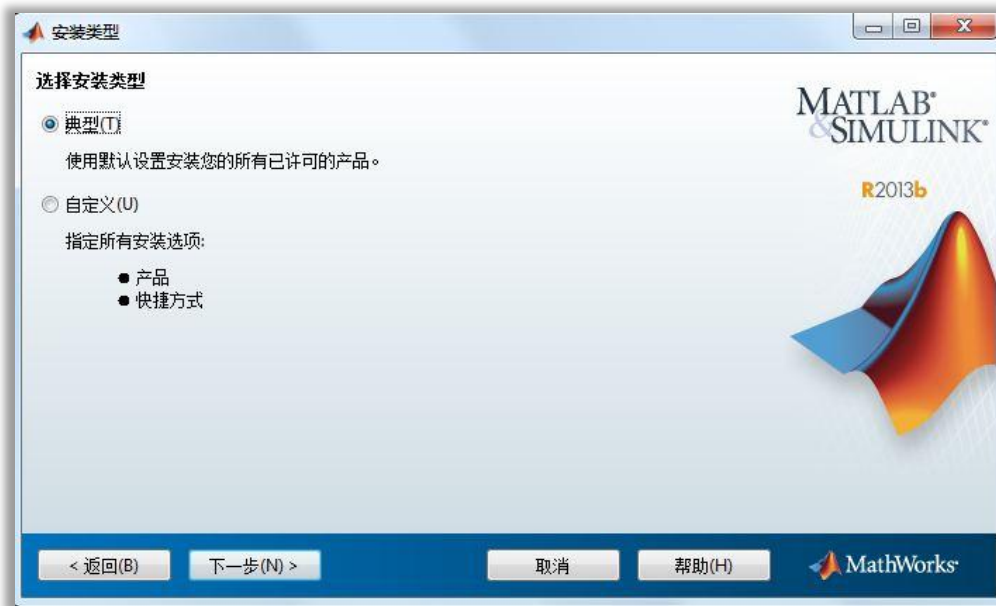 安装类型
选择安装类型
典型(T)
使用默认设置安装您的所有已许可的产品。
自定义(U)
指定所有安装选项:
产品
快捷方式
MATLAB®
&SIMULINK®
R2013b
< 返回(B)
下一步(N) >
取消
帮助(H)
MathWorks®